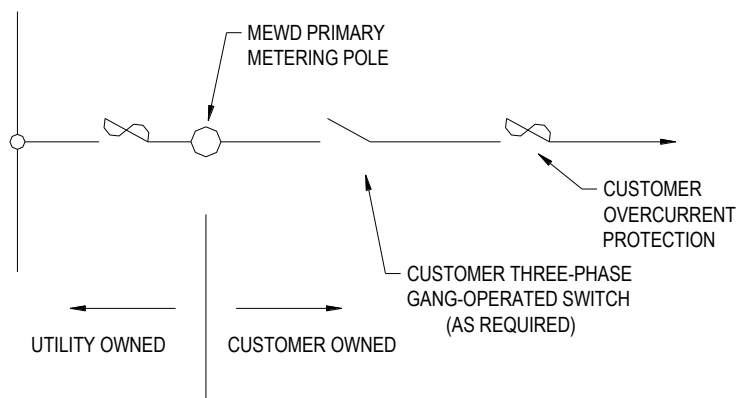 MEWD PRIMARY
METERING POLE
CUSTOMER
OVERCURRENT
PROTECTION
CUSTOMER THREE-PHASE
GANG-OPERATED SWITCH
(AS REQUIRED)
UTILITY OWNED
CUSTOMER OWNED